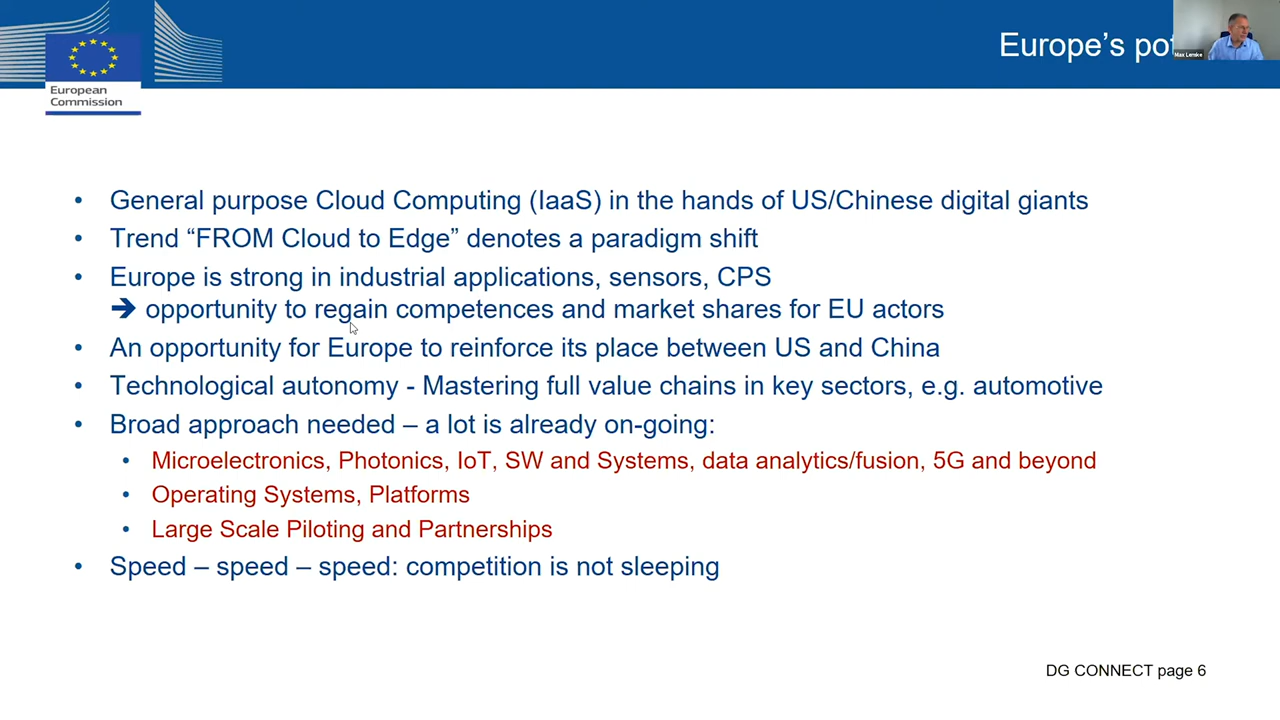 Europe's
Max Lemke
European
Commission
• General purpose Cloud Computing (IaaS) in the hands of US/Chinese digital giants
• Trend “FROM Cloud to Edge” denotes a paradigm shift
• Europe is strong in industrial applications, sensors, CPS
➔ opportunity to regain competences and market shares for EU actors
• An opportunity for Europe to reinforce its place between US and China
• Technological autonomy - Mastering full value chains in key sectors, e.g. automotive
• Broad approach needed – a lot is already on-going:
• Microelectronics, Photonics, IoT, SW and Systems, data analytics/fusion, 5G and beyond
• Operating Systems, Platforms
• Large Scale Piloting and Partnerships
• Speed – speed – speed: competition is not sleeping
DG CONNECT page 6